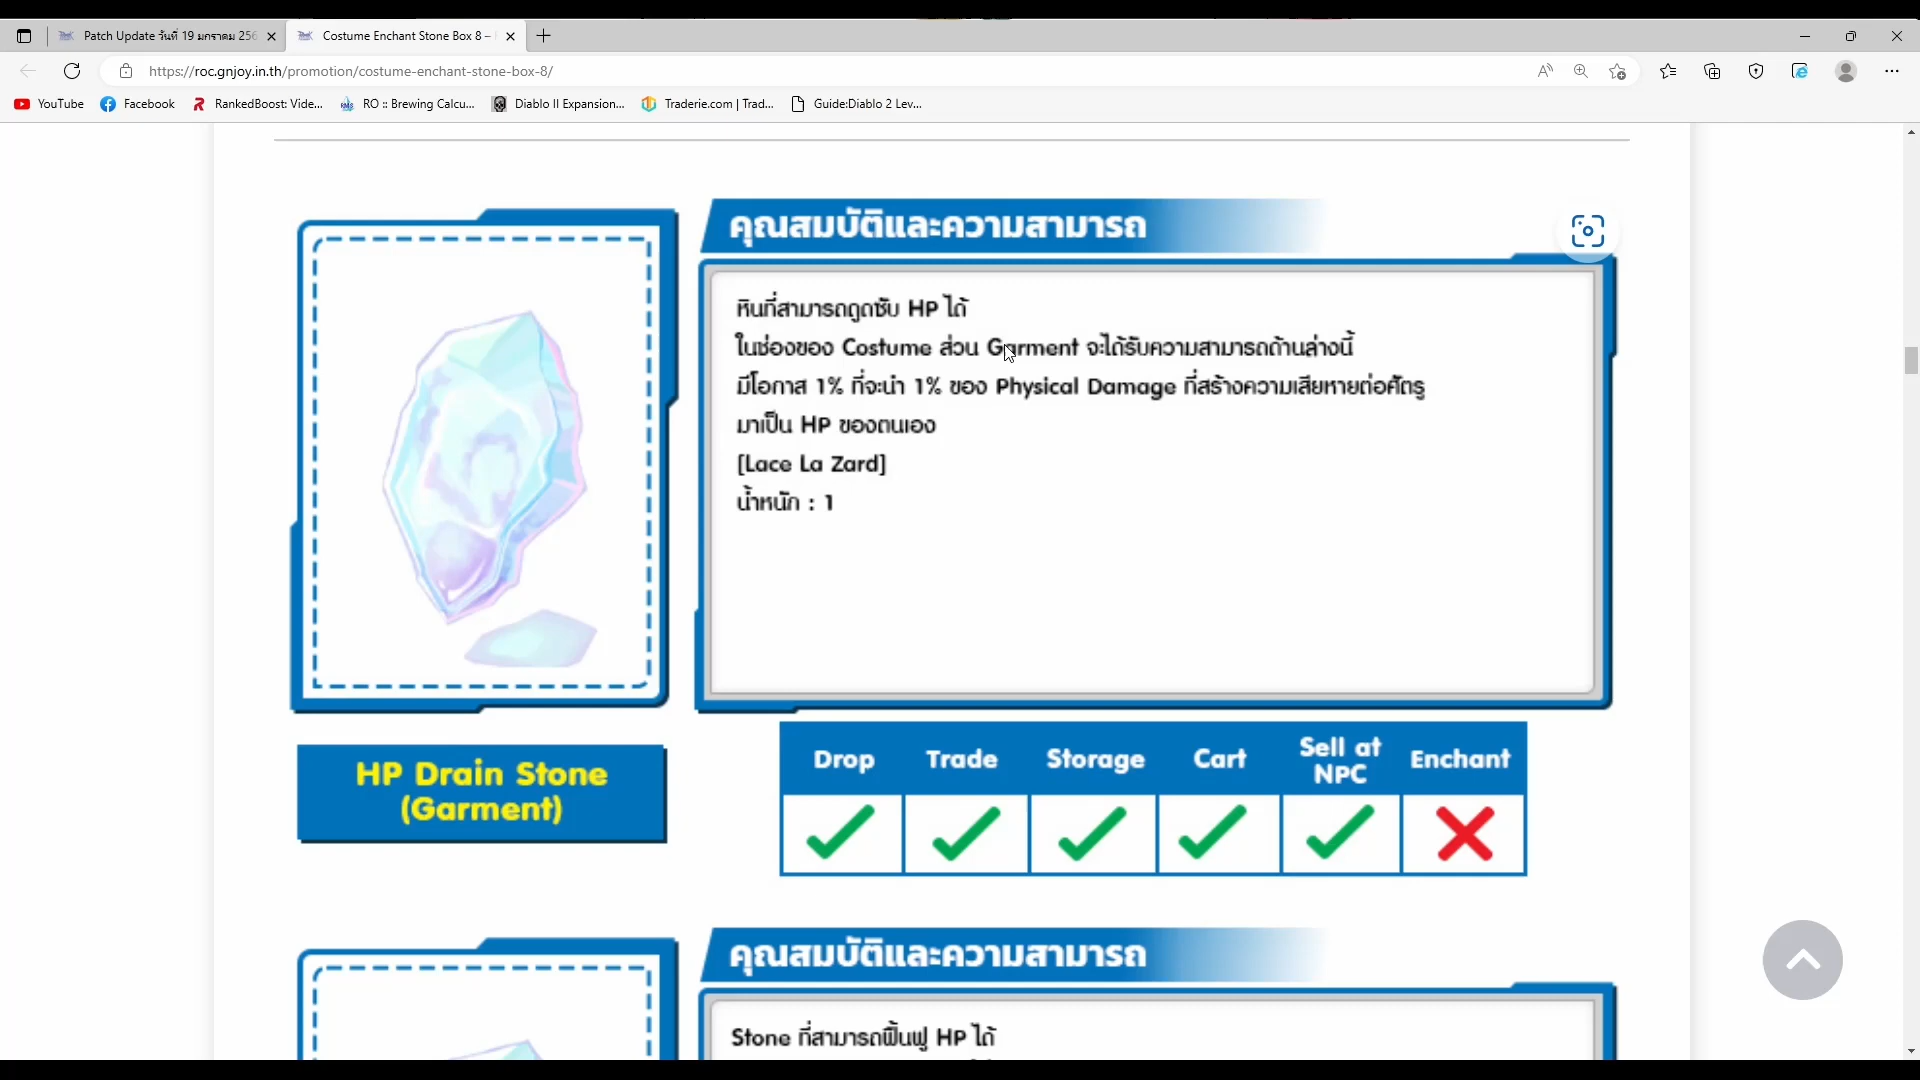 Patch Update วันที่ 19 มกราคม 256
Costume Enchant Stone Box 8 –
https://roc.gnjoy.in.th/promotion/costume-enchant-stone-box-8/
YouTube
Facebook
RankedBoost: Vide...
RO :: Brewing Calcu...
Diablo II Expansion...
Traderie.com | Trad...
Guide:Diablo 2 Lev...
คุณสมบัติและความสามารถ
หินที่สามารถดูดซับ HP ได้
ในช่องของ Costume ส่วน Garment จะได้รับความสามารถด้านล่างนี้
มีโอกาส 1% ที่จะนำ 1% ของ Physical Damage ที่สร้างความเสียหายต่อศัตรู
มาเป็น HP ของตนเอง
[Lace La Zard]
น้ำหนัก : 1
HP Drain Stone
(Garment)
Drop Trade Storage Cart Sell at NPC Enchant
คุณสมบัติและความสามารถ
Stone ที่สามารถฟื้นฟู HP ได้